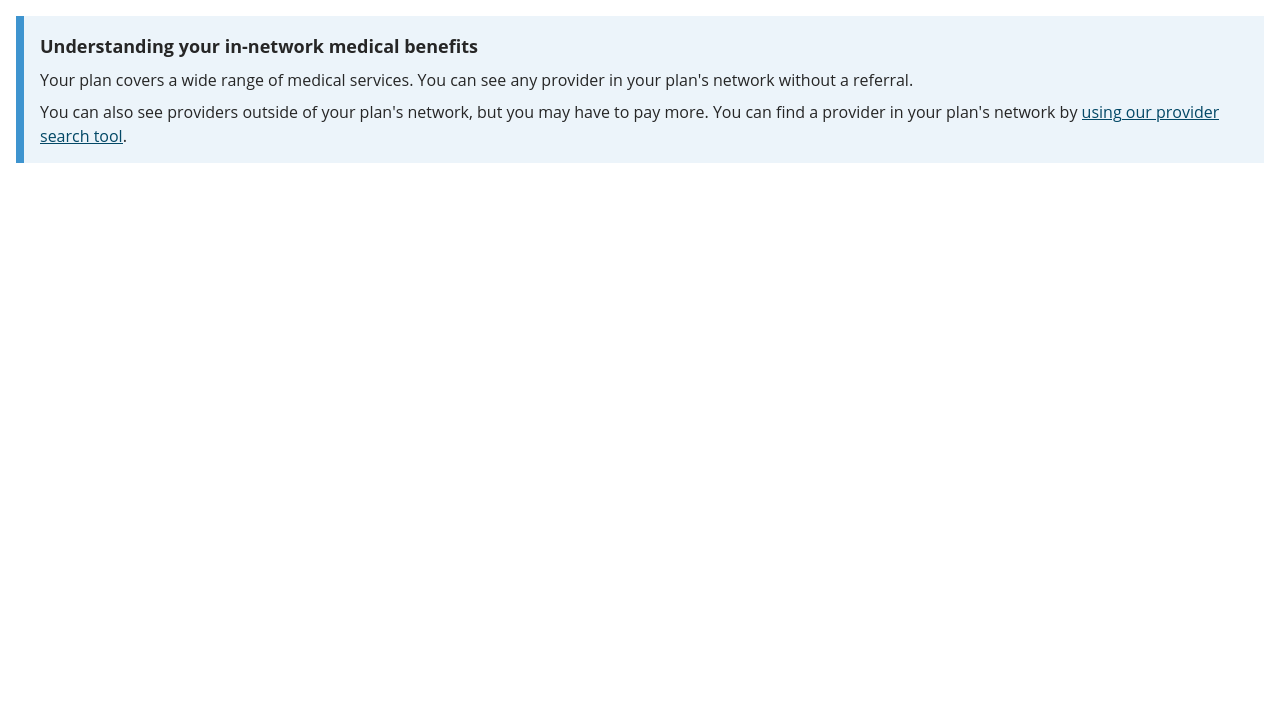 Understanding your in-network medical benefits
Your plan covers a wide range of medical services. You can see any provider in your plan's network without a referral.
You can also see providers outside of your plan's network, but you may have to pay more. You can find a provider in your plan's network by using our provider
search tool.